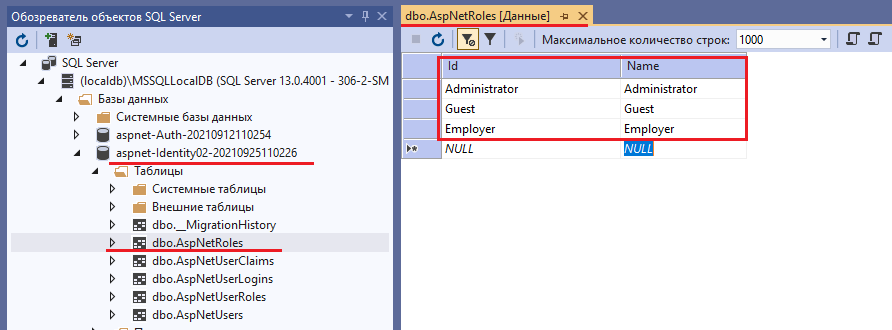 Обозреватель объектов SQL Server
SQL Server
(localdb)\MSSQLLocalDB (SQL Server 13.0.4001 - 306-2-SM
Базы данных
Системные базы данных
aspnet-Auth-20210912110254
aspnet-Identity02-20210925110226
Таблицы
Системные таблицы
Внешние таблицы
dbo.__MigrationHistory
dbo.AspNetRoles
dbo.AspNetUserClaims
dbo.AspNetUserLogins
dbo.AspNetUserRoles
dbo.AspNetUsers
dbo.AspNetRoles [Данные]
Максимальное количество строк: 1000
Id Name
Administrator Administrator
Guest Guest
Employer Employer
NULL NULL